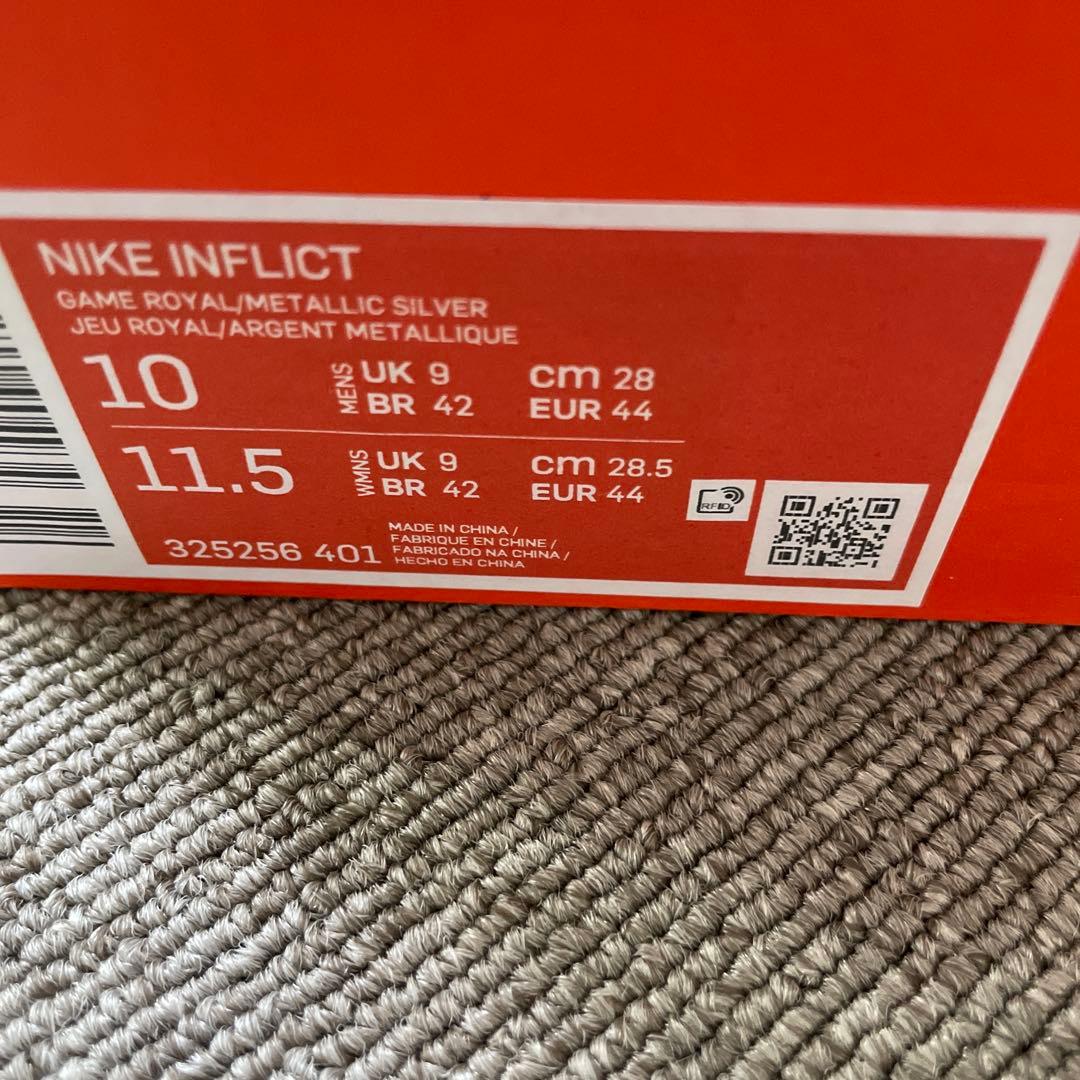 NIKE INFLICT
GAME ROYAL/METALLIC SILVER
JEU ROYAL/ARGENT METALLIQUE
10 MENS UK 9 cm 28
BR 42 EUR 44
11.5 WMNS UK 9 cm 28.5
BR 42 EUR 44
RFID
325256 401
MADE IN CHINA /
FABRIQUE EN CHINE /
FABRICADO NA CHINA /
HECHO EN CHINA